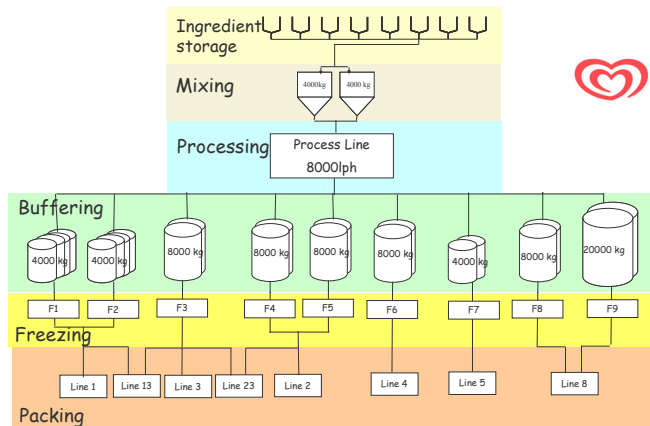 Ingredient
storage
Mixing
4000kg 4000 kg
Processing
Process Line
8000lph
Buffering
4000 kg 4000 kg 8000 kg 8000 kg 8000 kg 8000 kg 4000 kg 8000 kg 20000 kg
F1 F2 F3 F4 F5 F6 F7 F8 F9
Freezing
Line 1 Line 13 Line 3 Line 23 Line 2 Line 4 Line 5 Line 8
Packing